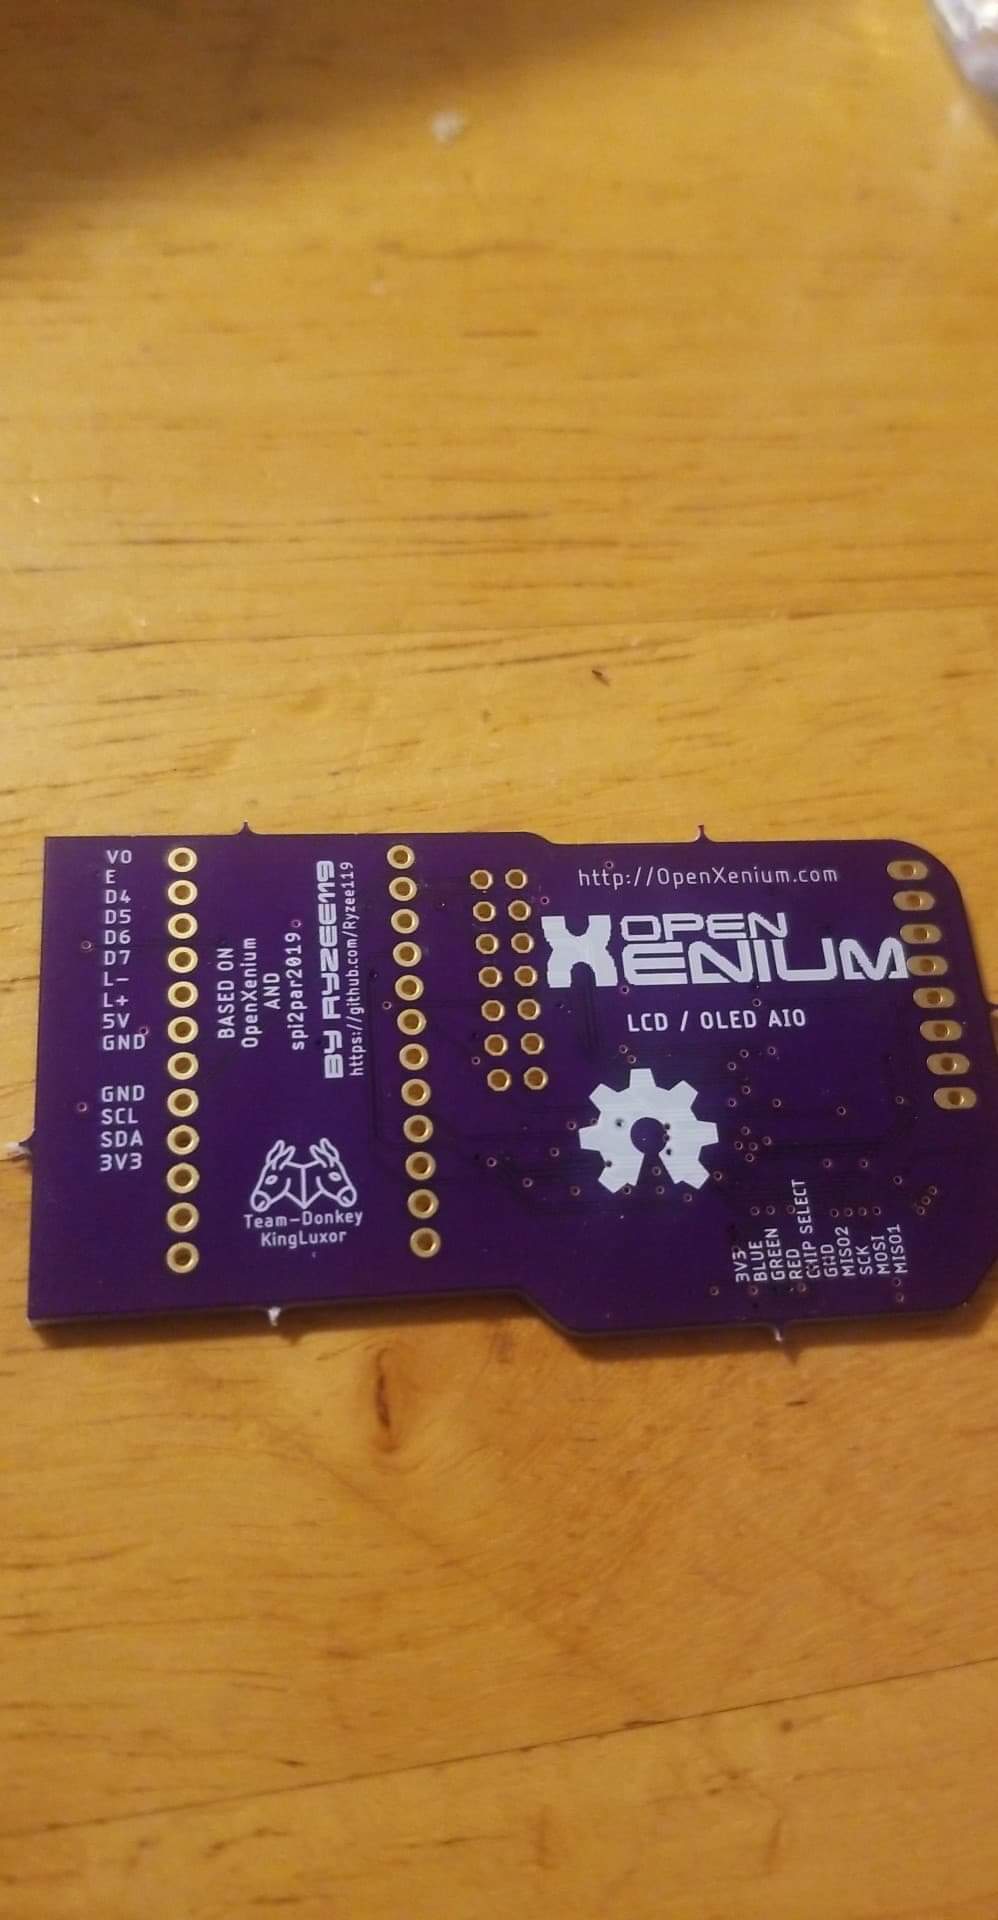 VO
E
D4
D5
D6
D7
L-
L+
5V
GND
GND
SCL
SDA
3V3
BASED ON
OpenXenium
AND
spi2par2019
BY RYZEE119
https://github.com/Ryzee119
Team-Donkey
KingLuxor
http://OpenXenium.com
OPEN
XENIUM
LCD / OLED AIO
3V3
BLUE
GREEN
RED
CHIP SELECT
GND
MISO2
SCK
MOSI
MISO1